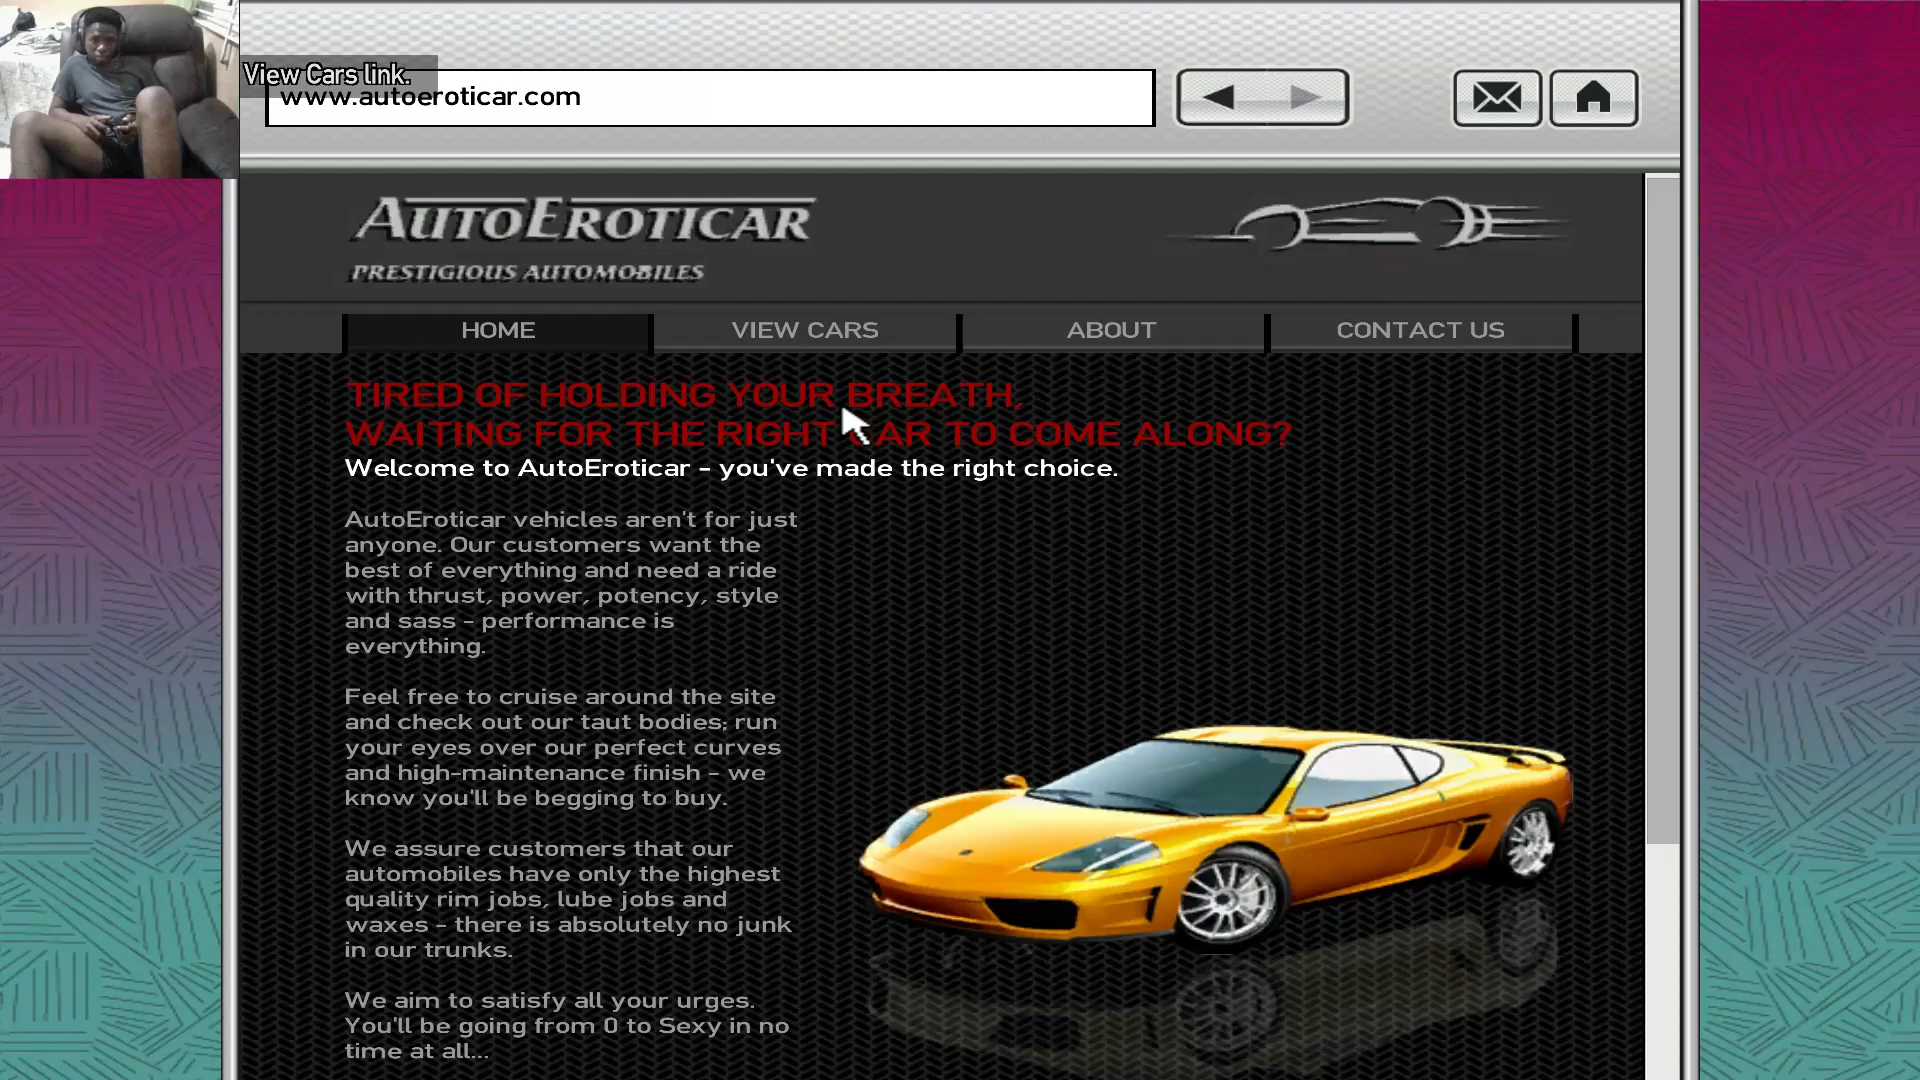 View Cars link.
www.autoeroticar.com
AUTOEROTICAR
PRESTIGIOUS AUTOMOBILES
HOME
VIEW CARS
ABOUT
CONTACT US
TIRED OF HOLDING YOUR BREATH,
WAITING FOR THE RIGHT CAR TO COME ALONG?
Welcome to AutoEroticar - you've made the right choice.
AutoEroticar vehicles aren't for just
anyone. Our customers want the
best of everything and need a ride
with thrust, power, potency, style
and sass - performance is
everything.
Feel free to cruise around the site
and check out our taut bodies; run
your eyes over our perfect curves
and high-maintenance finish - we
know you'll be begging to buy.
We assure customers that our
automobiles have only the highest
quality rim jobs, lube jobs and
waxes - there is absolutely no junk
in our trunks.
We aim to satisfy all your urges.
You'll be going from 0 to Sexy in no
time at all...